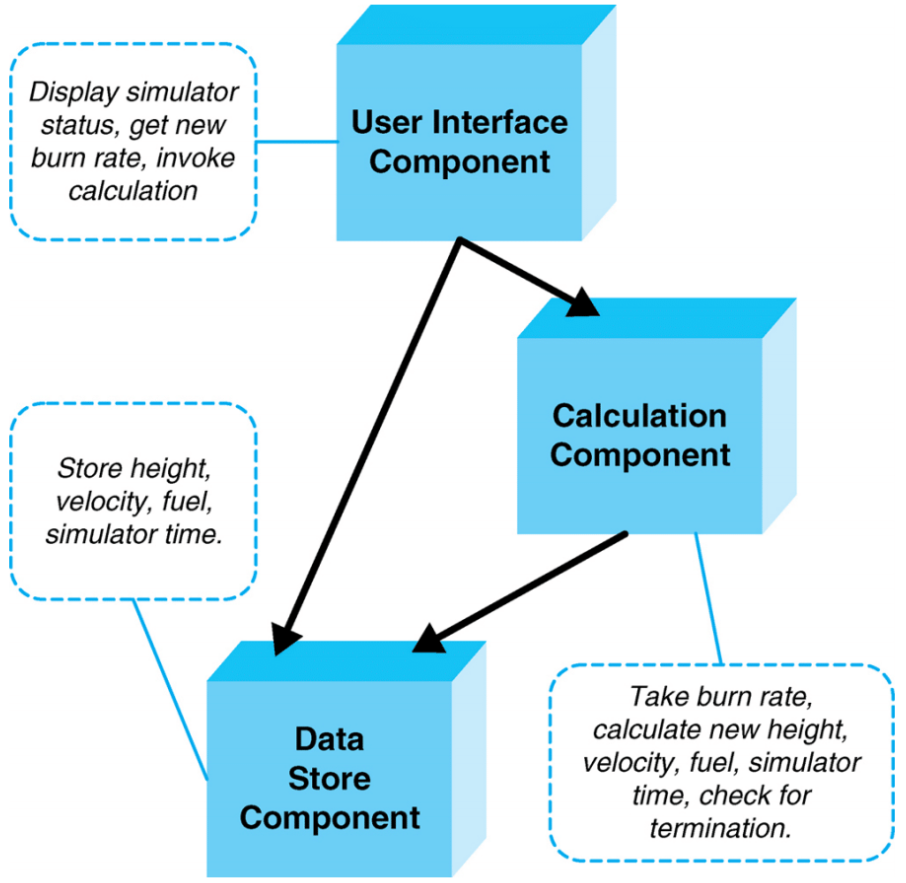 Display simulator
status, get new
burn rate, invoke
calculation
User Interface
Component
Calculation
Component
Store height,
velocity, fuel,
simulator time.
Data
Store
Component
Take burn rate,
calculate new height,
velocity, fuel, simulator
time, check for
termination.